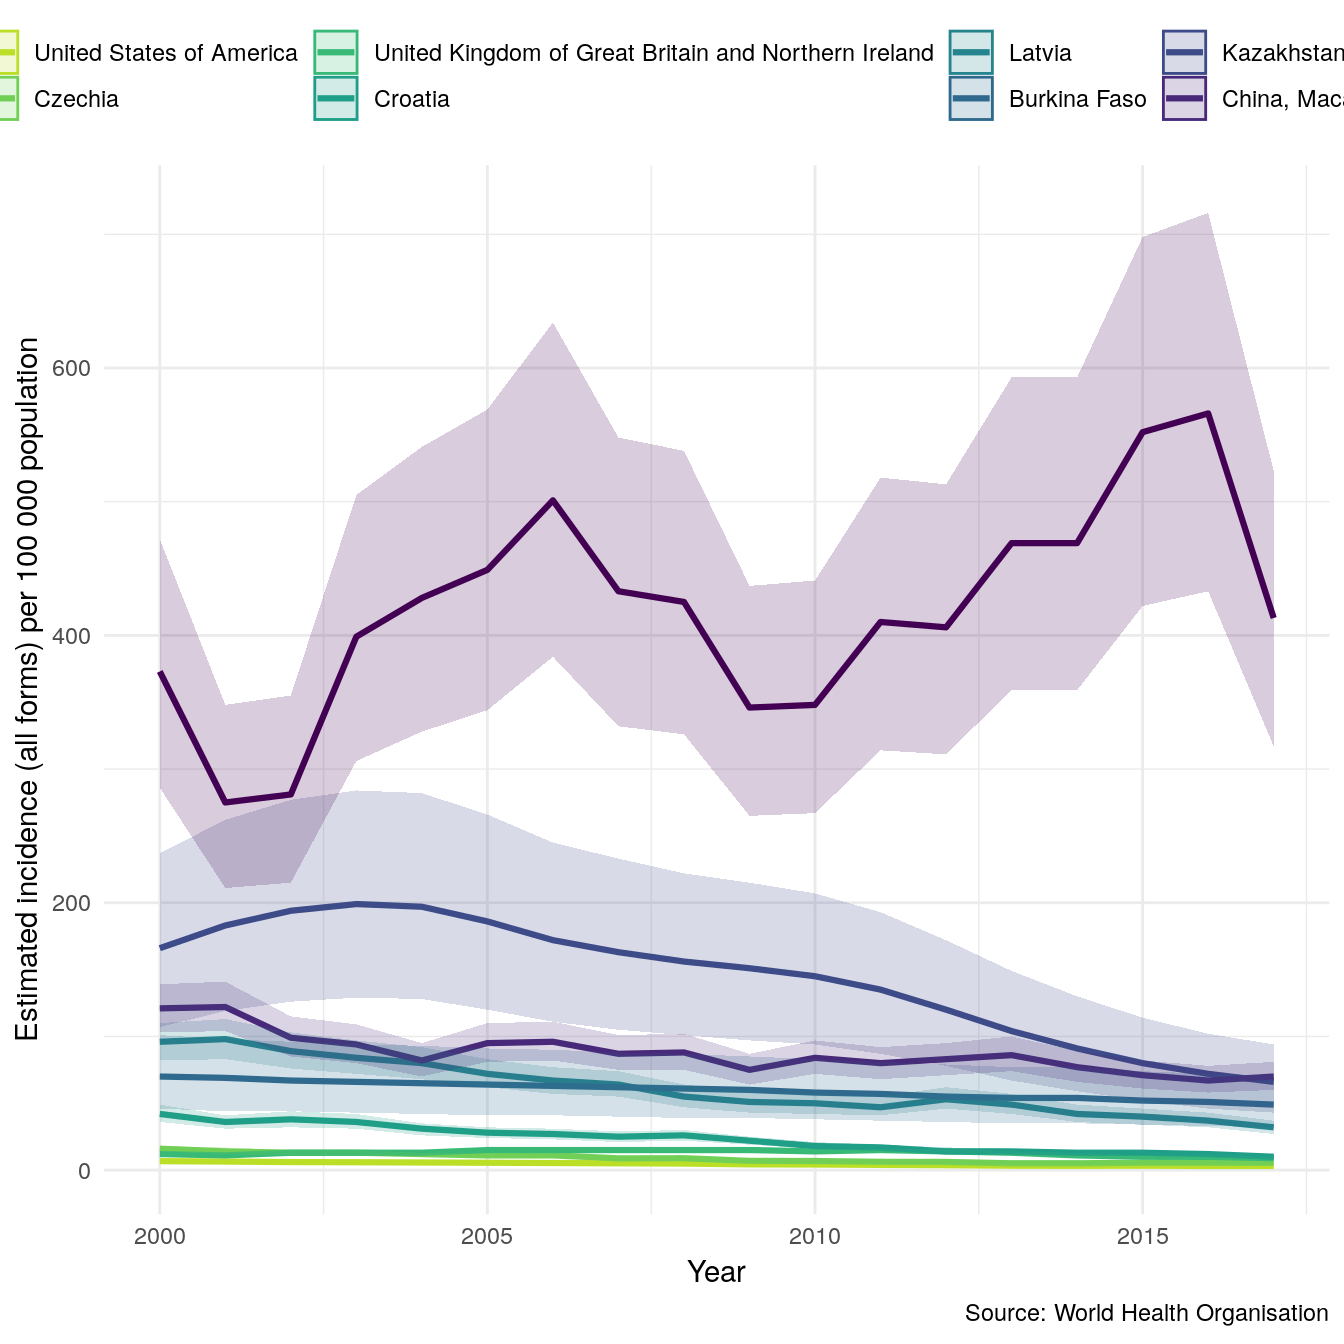 United States of America United Kingdom of Great Britain and Northern Ireland Latvia Kazakhstan
Czechia Croatia Burkina Faso China,
Estimated incidence (all forms) per 100 000 population
600
400
200
0
2000 2005 2010 2015
Year
Source: World Health Organisation